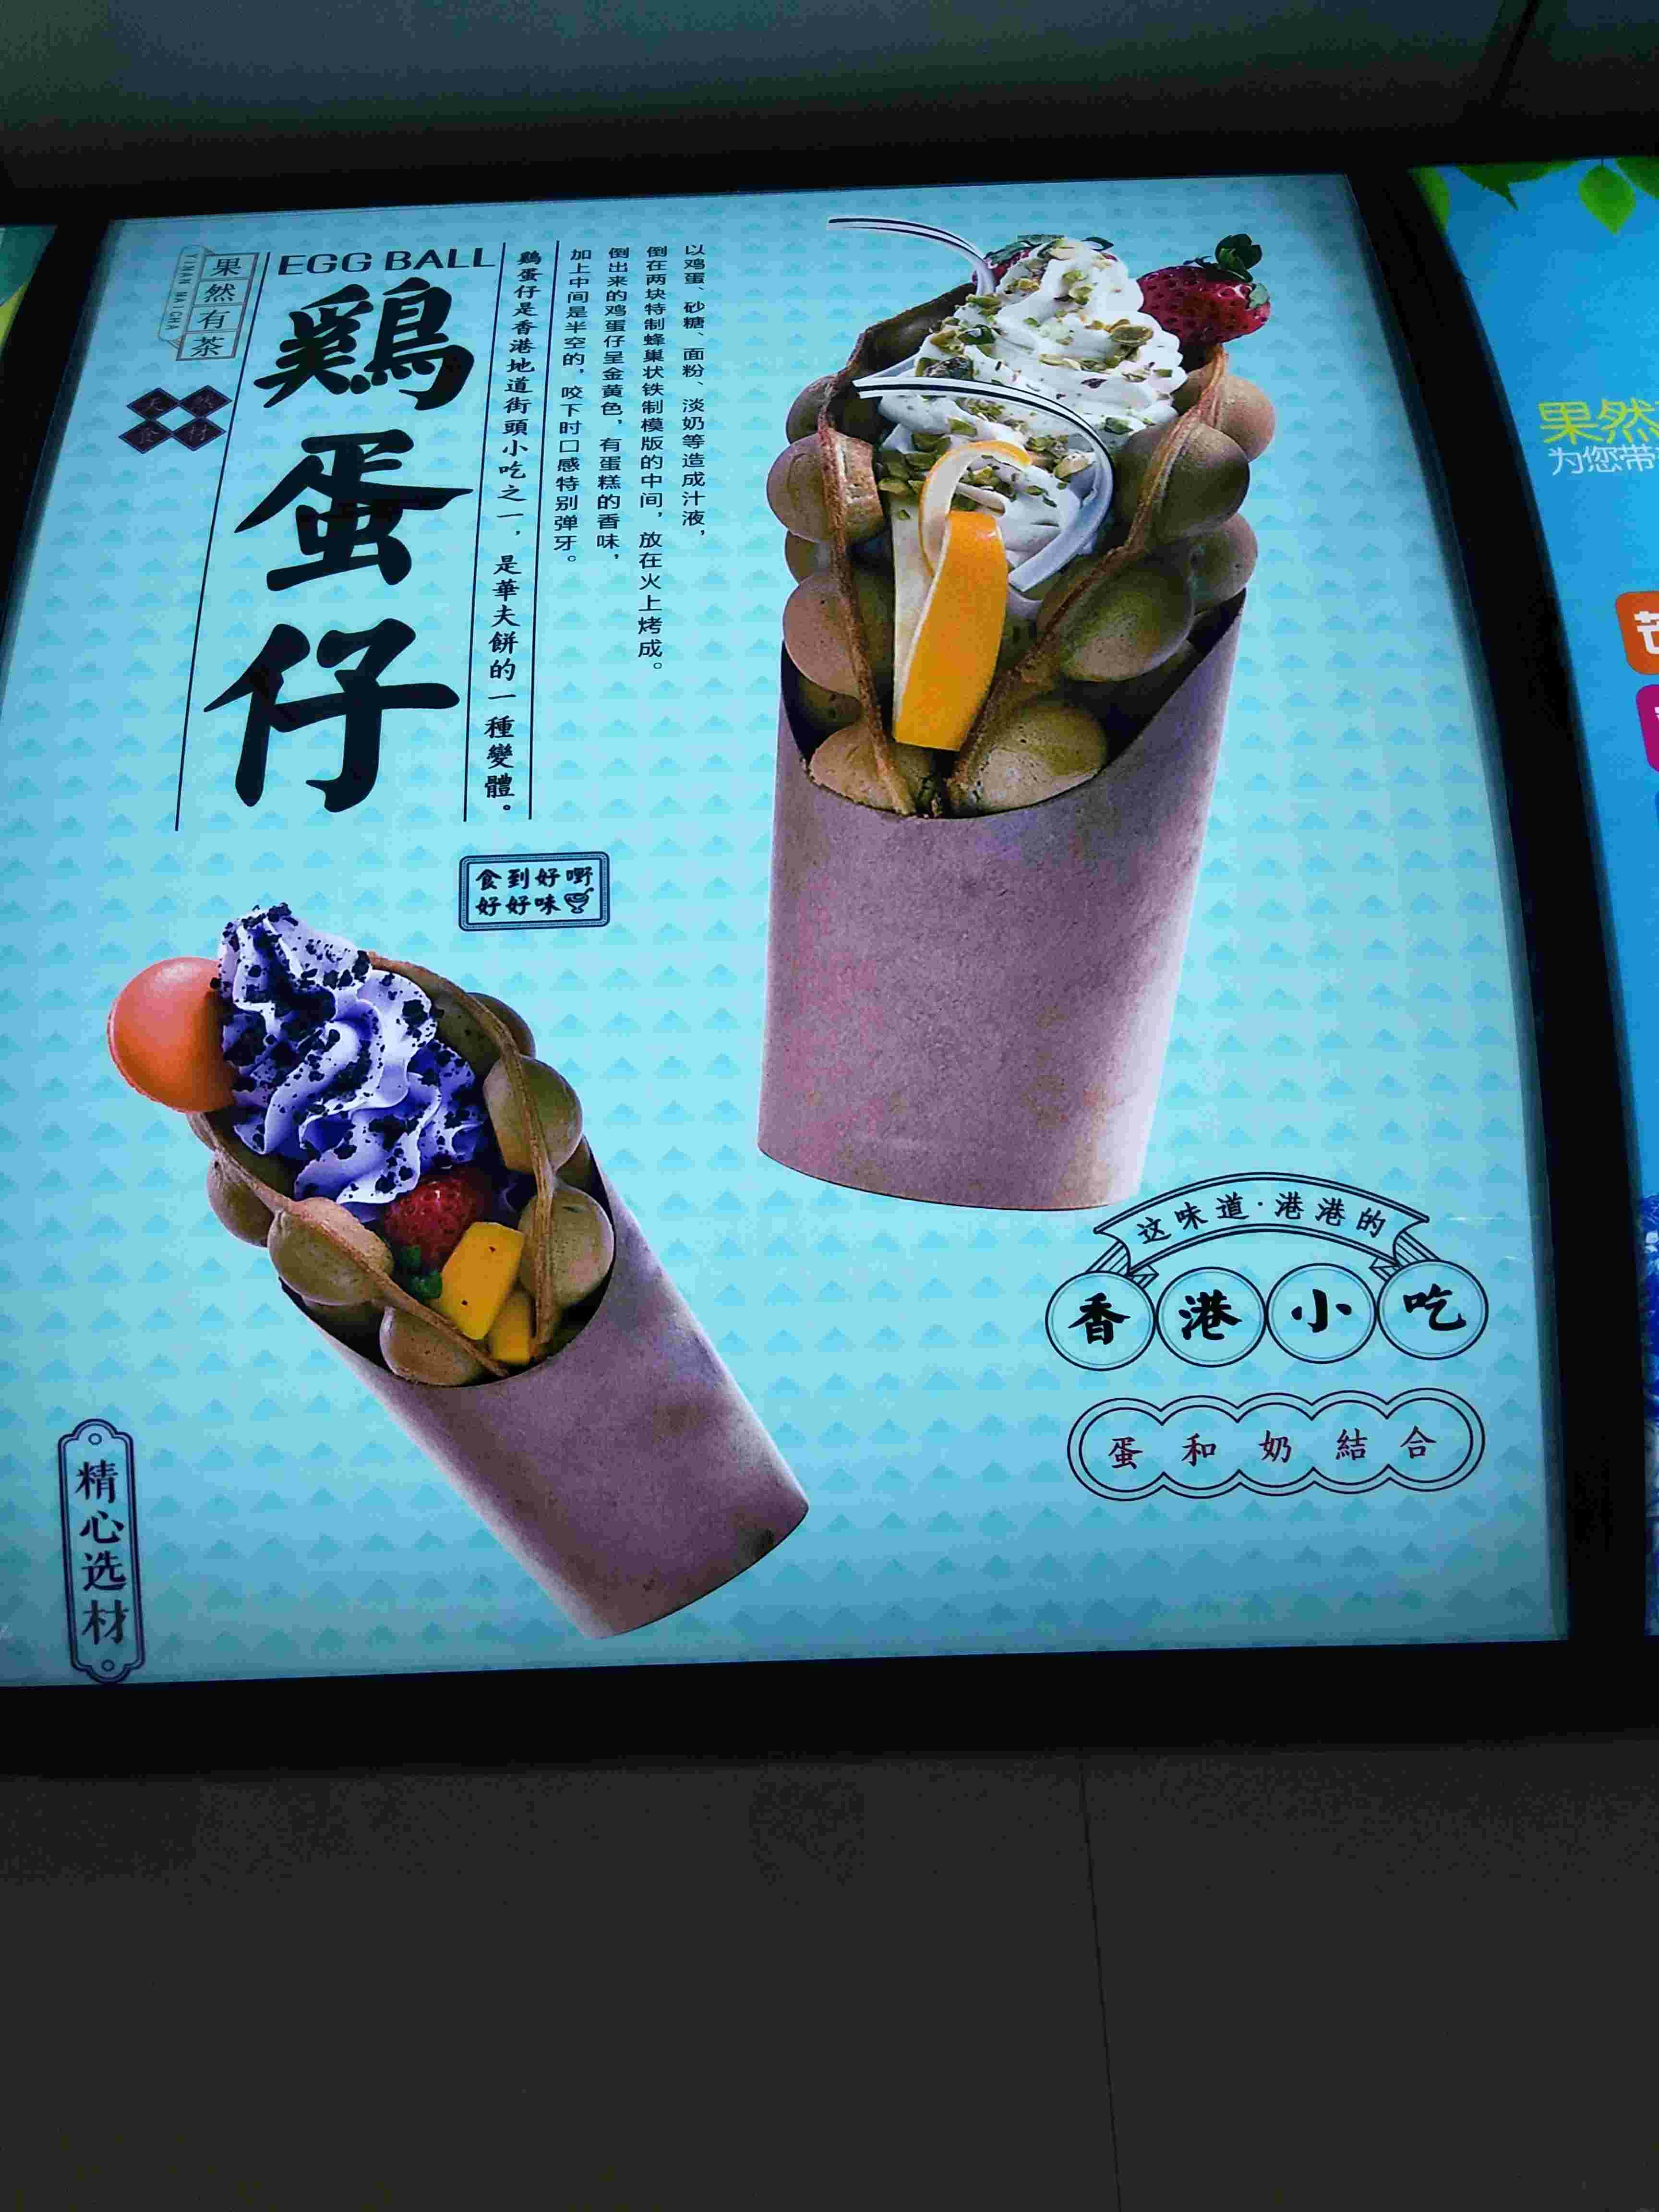 果然有茶
EGG BALL
鷄蛋仔
鷄蛋仔是香港地道街頭小吃之一，是華夫餅的一種變體。
以鸡蛋、砂糖、面粉、淡奶等造成汁液，
倒在两块特制蜂巢状铁制模版的中间，放在火上烤成。
倒出来的鸡蛋仔呈金黄色，有蛋糕的香味，
加上中间是半空的，咬下时口感特别弹牙。
食到好嘢
好好味
这味道·港港的
香港小吃
蛋和奶結合
精心选材
果然
为您带